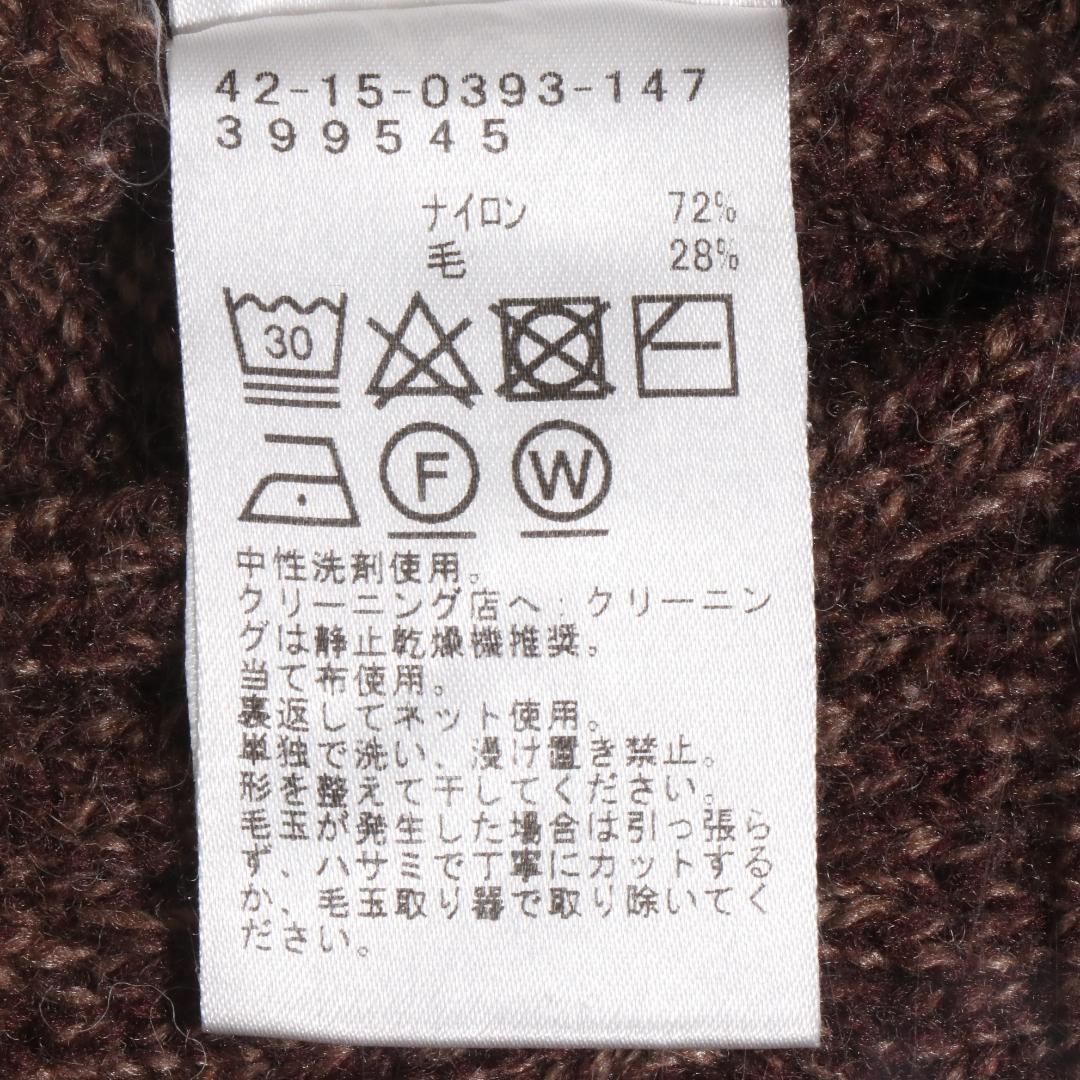 42-15-0393-147
399545
ナイロン 72%
毛 28%
30
F W
中性洗剤使用。
クリーニング店へ：クリーニン
グは静止乾燥機推奨。
当て布使用。
裏返してネット使用。
単独で洗い、浸け置き禁止。
形を整えて干してください。
毛玉が発生した場合は引っ張ら
ず、ハサミで丁寧にカットする
か、毛玉取り器で取り除いてく
ださい。